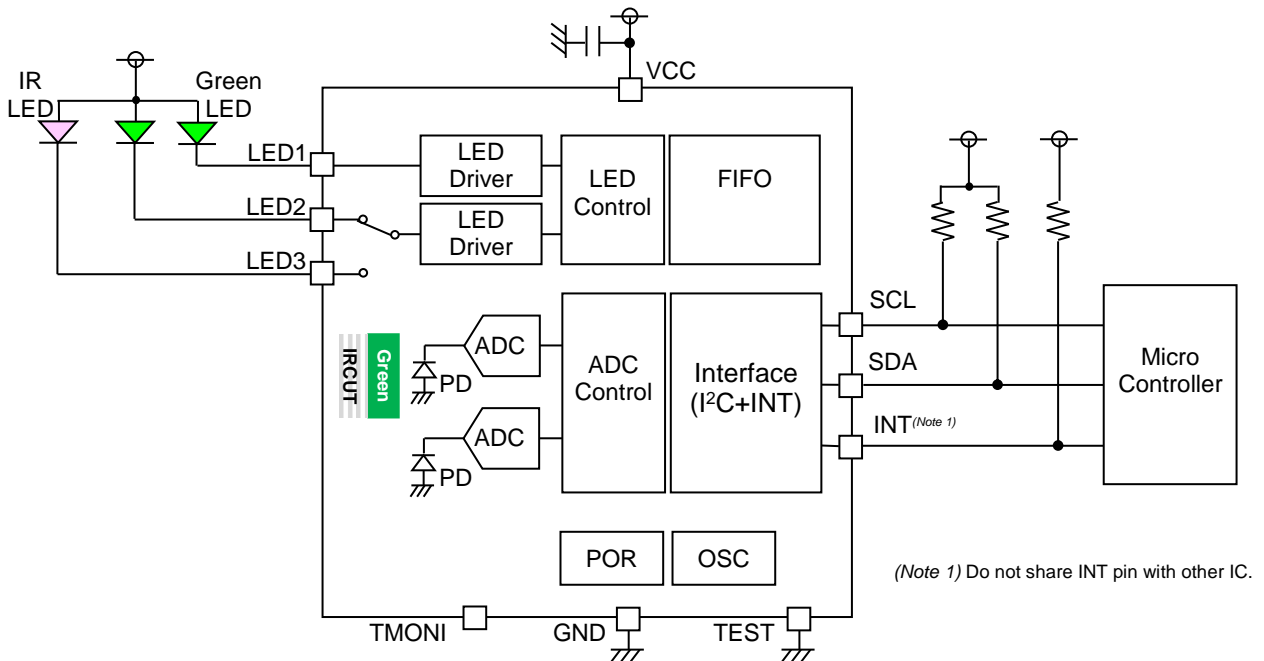 VCC
IR
LED
Green
LED
LED1
LED2
LED3
LED
Driver
LED
Driver
LED
Control
FIFO
IRCUT
Green
PD
ADC
PD
ADC
ADC
Control
Interface
(I²C+INT)
SCL
SDA
INT(Note 1)
Micro
Controller
POR
OSC
(Note 1) Do not share INT pin with other IC.
TMONI
GND
TEST